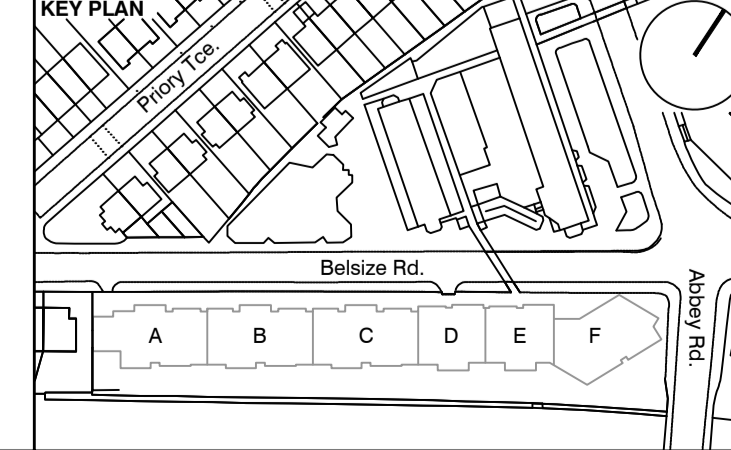 KEY PLAN
Priory Tce.
Belsize Rd.
Abbey Rd.
A B C D E F